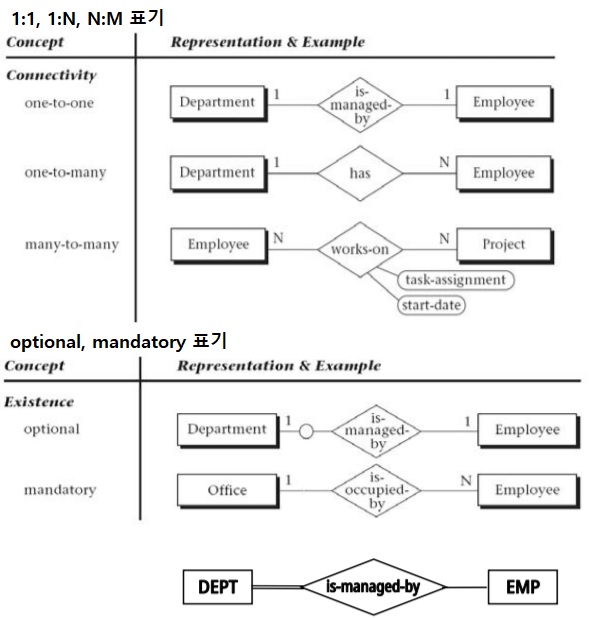 1:1, 1:N, N:M 표기
Concept Representation & Example
Connectivity
one-to-one Department 1 is-managed-by 1 Employee
one-to-many Department 1 has N Employee
many-to-many Employee N works-on N Project
task-assignment
start-date
optional, mandatory 표기
Concept Representation & Example
Existence
optional Department 1 is-managed-by 1 Employee
mandatory Office 1 is-occupied-by N Employee
DEPT is-managed-by EMP